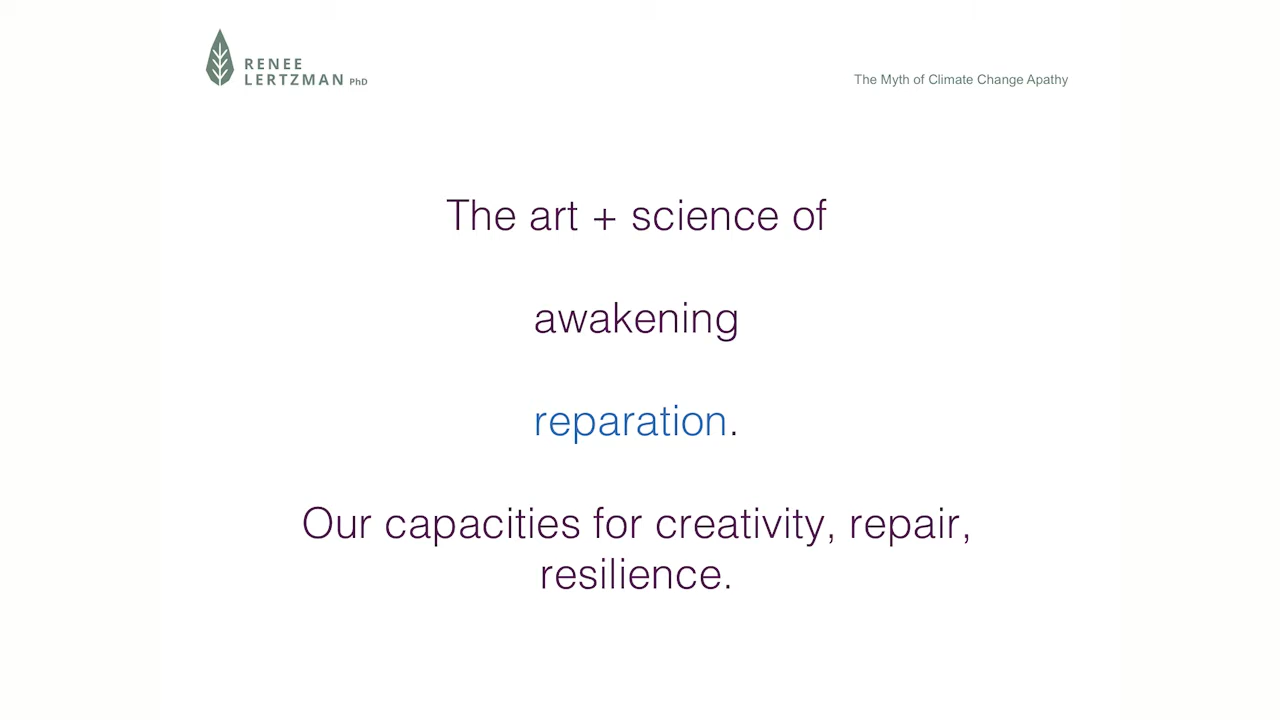 RENEE
LERTZMAN PhD
The Myth of Climate Change Apathy
The art + science of
awakening
reparation.
Our capacities for creativity, repair,
resilience.